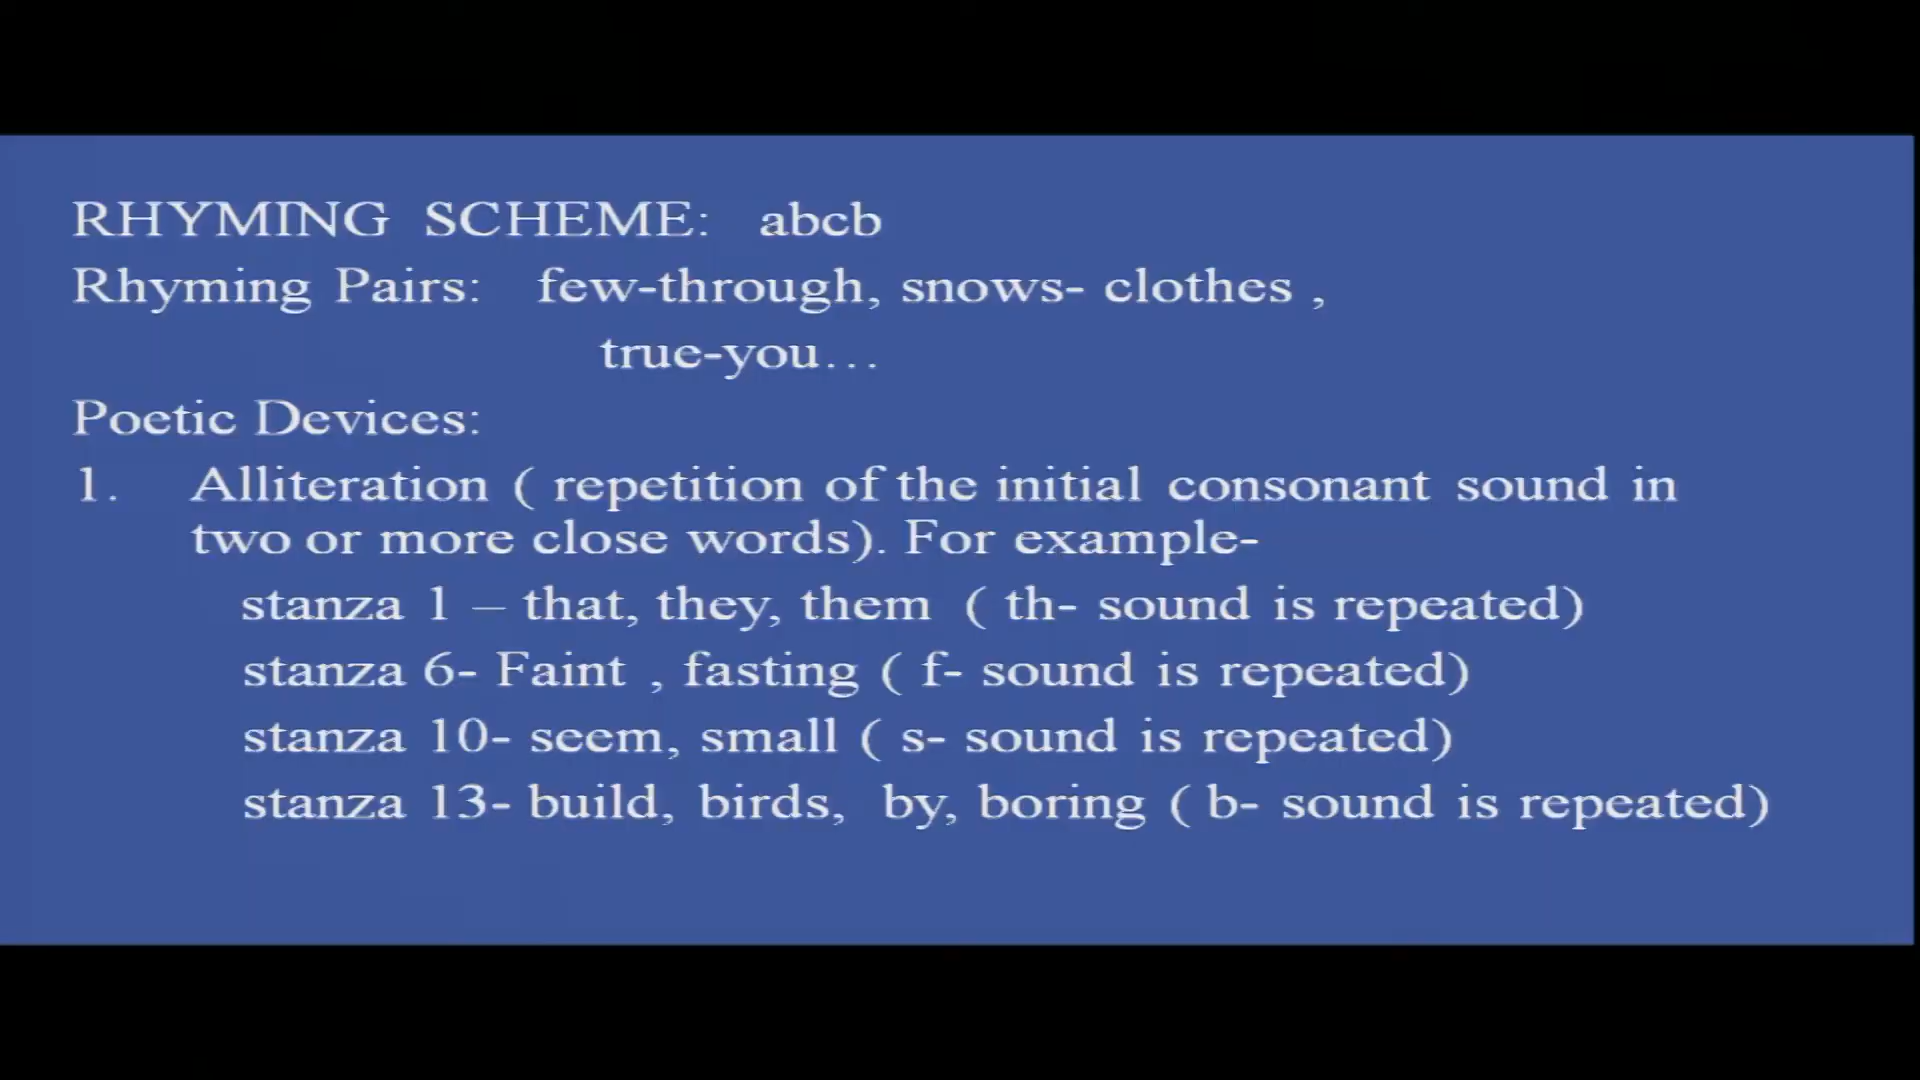 RHYMING SCHEME: abcb
Rhyming Pairs: few-through, snows- clothes ,
true-you...
Poetic Devices:
1. Alliteration ( repetition of the initial consonant sound in
two or more close words). For example-
stanza 1 – that, they, them ( th- sound is repeated)
stanza 6- Faint , fasting ( f- sound is repeated)
stanza 10- seem, small ( s- sound is repeated)
stanza 13- build, birds, by, boring ( b- sound is repeated)